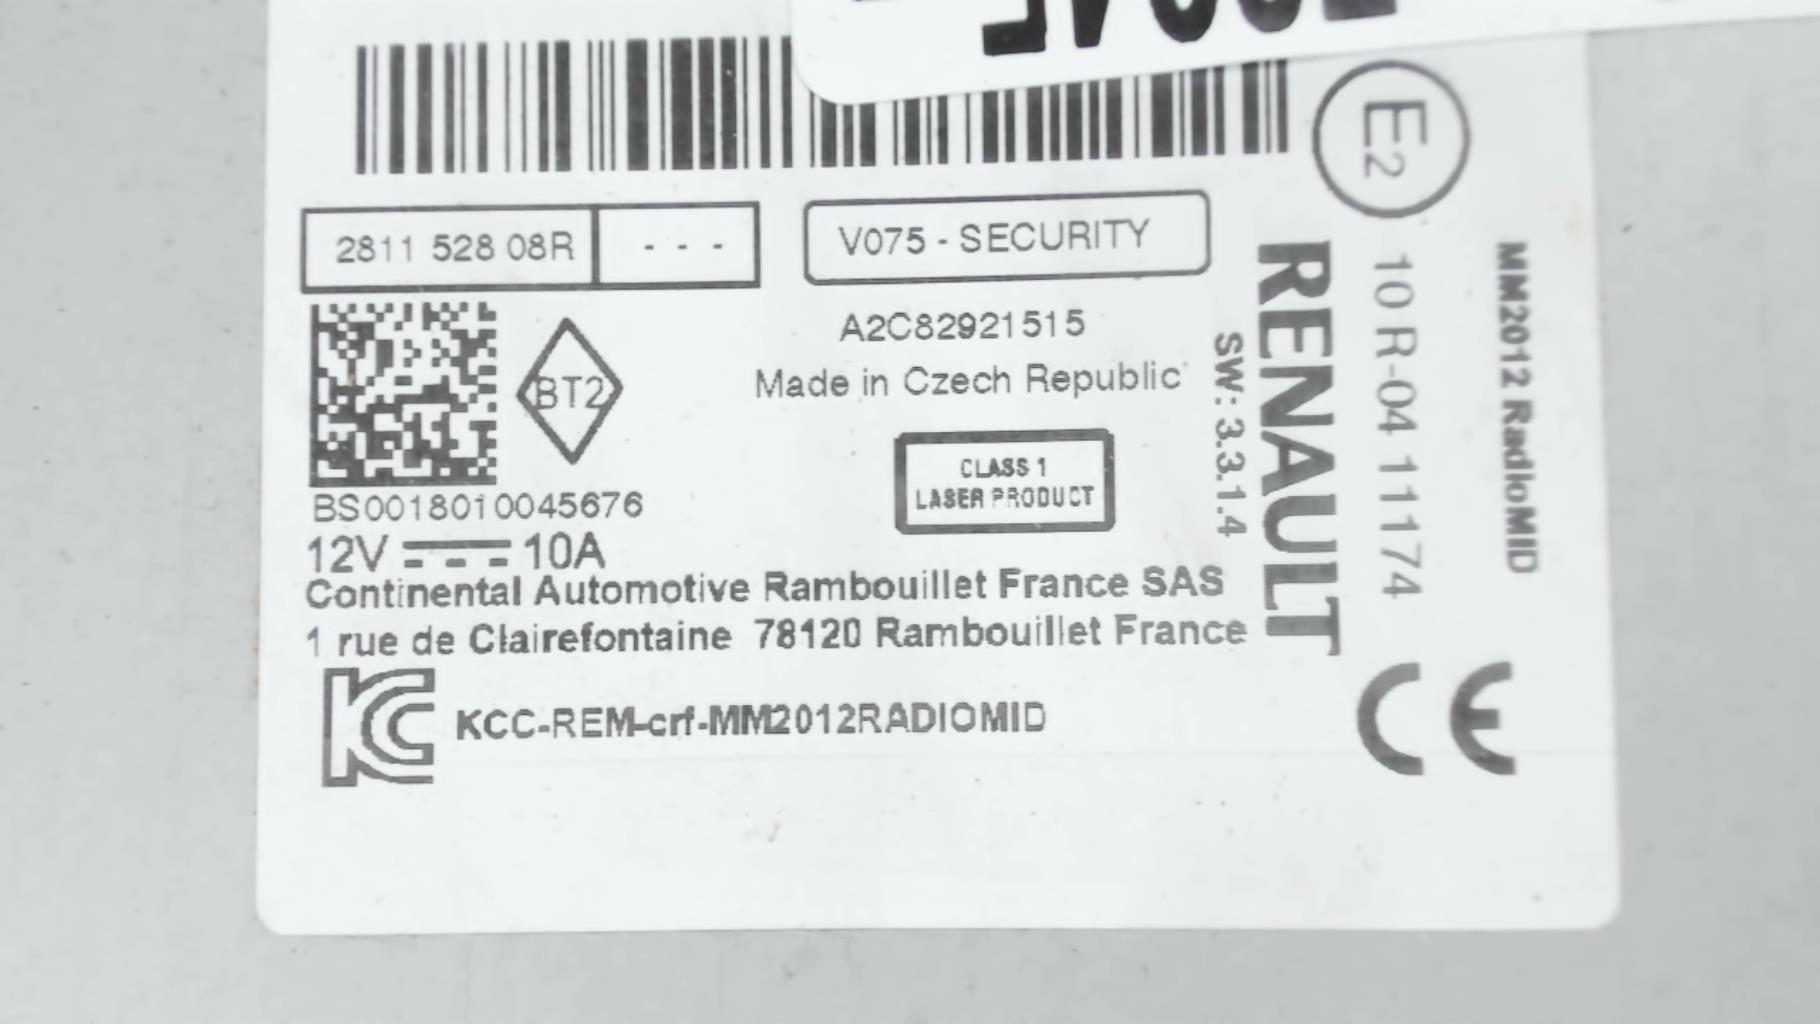 2811 528 08R
- - -
V075 - SECURITY
BT2
A2C82921515
Made in Czech Republic
CLASS 1
LASER PRODUCT
BS0018010045676
12V 10A
Continental Automotive Rambouillet France SAS
1 rue de Clairefontaine 78120 Rambouillet France
KC
KCC-REM-crf-MM2012RADIOMID
SW: 3.3.1.4
RENAULT
E2
10 R-04 11174
CE
MM2012 RadioMID